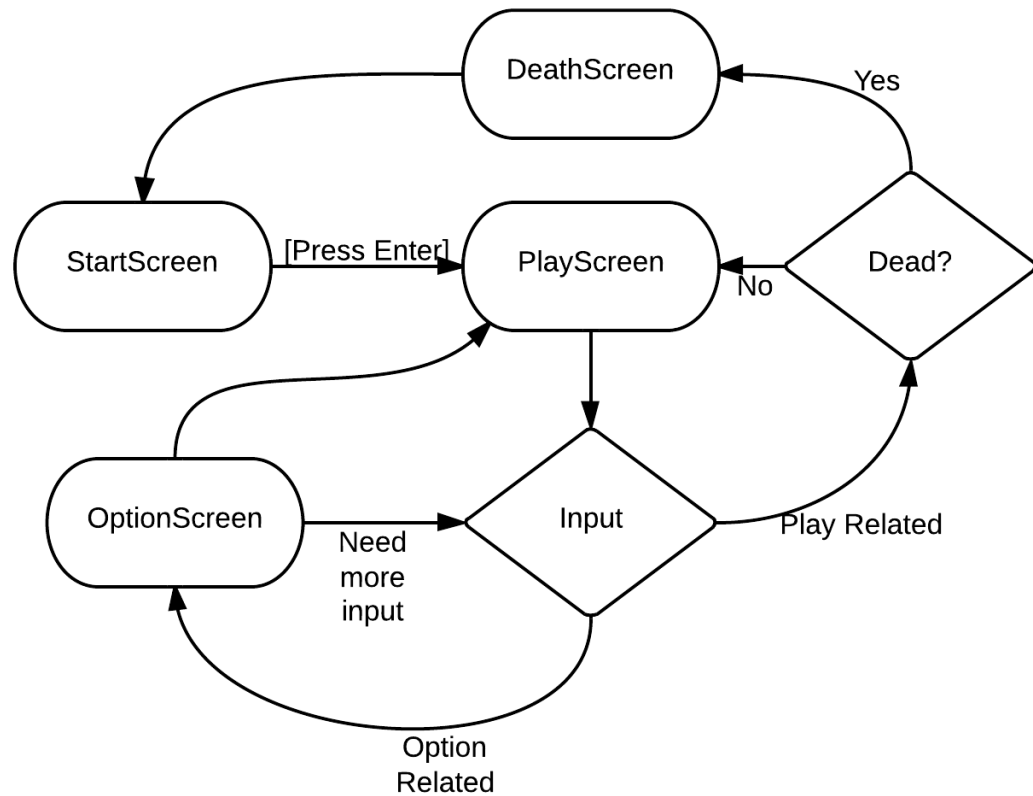 DeathScreen
Yes
StartScreen
[Press Enter]
PlayScreen
No
Dead?
OptionScreen
Need
more
input
Input
Play Related
Option
Related